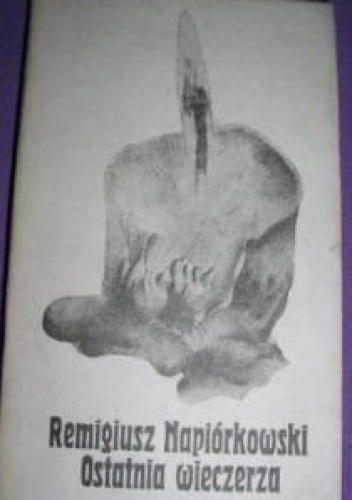 Remigiusz Napiórkowski
Ostatnia wieczerza